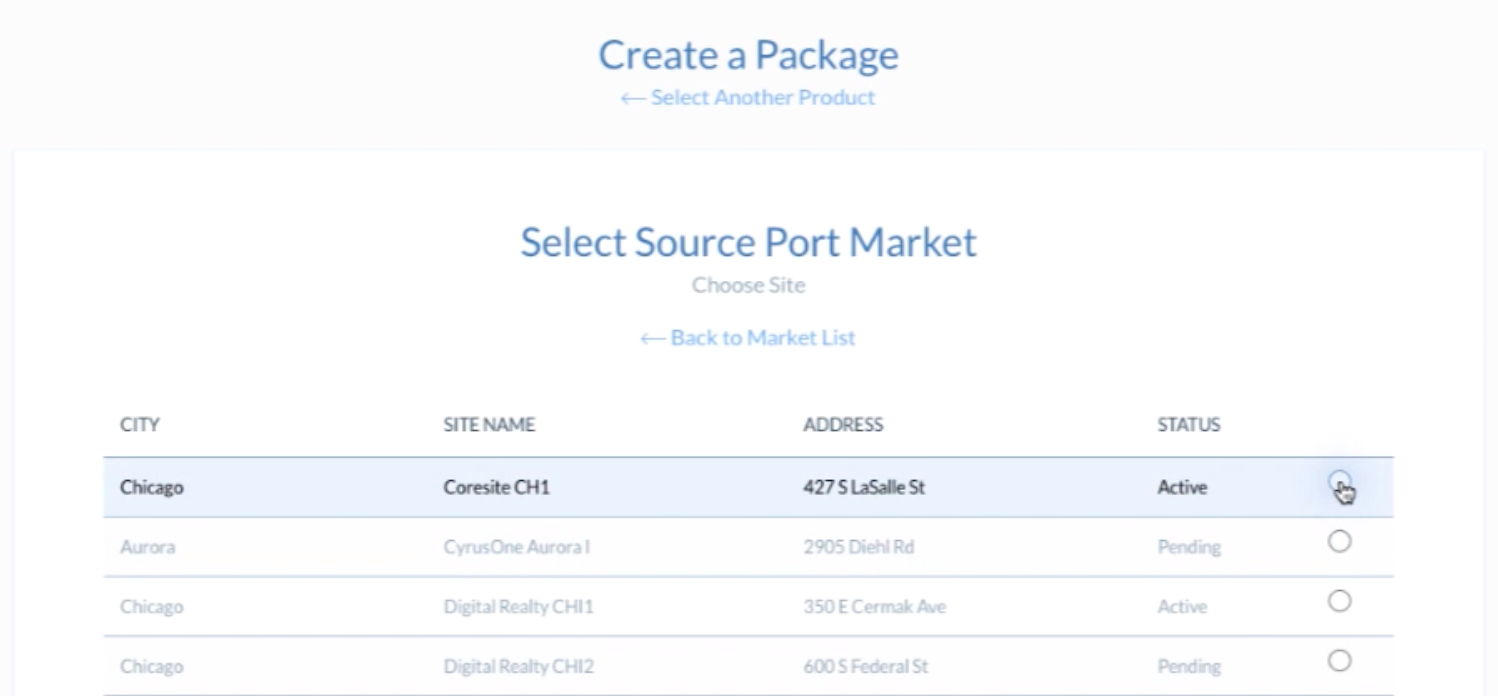 Create a Package
← Select Another Product
Select Source Port Market
Choose Site
← Back to Market List
CITY SITE NAME ADDRESS STATUS
Chicago Coresite CH1 427 S LaSalle St Active
Aurora CyrusOne Aurora I 2905 Diehl Rd Pending
Chicago Digital Realty CHI1 350 E Cermak Ave Active
Chicago Digital Realty CHI2 600 S Federal St Pending